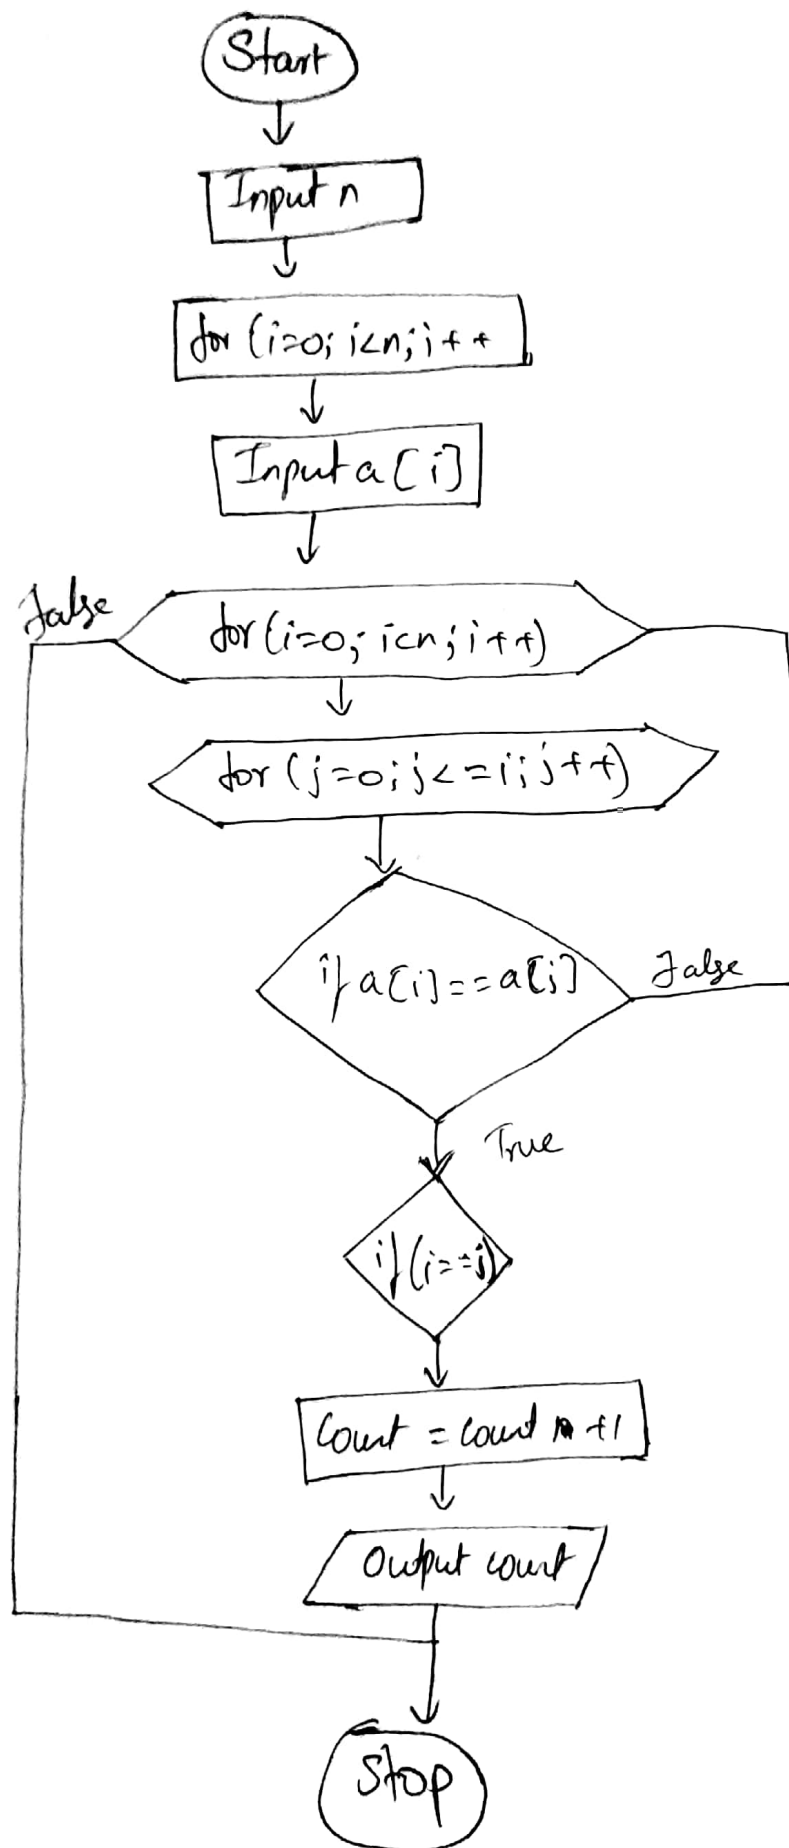 Start
Input n
for (i=0; i<n; i++
Input a[i]
False
for (i=0; i<n; i++)
for (j=0; j<=i; j++)
if a[i]==a[j]
False
True
if (i==j)
Count = count +1
Output count
Stop